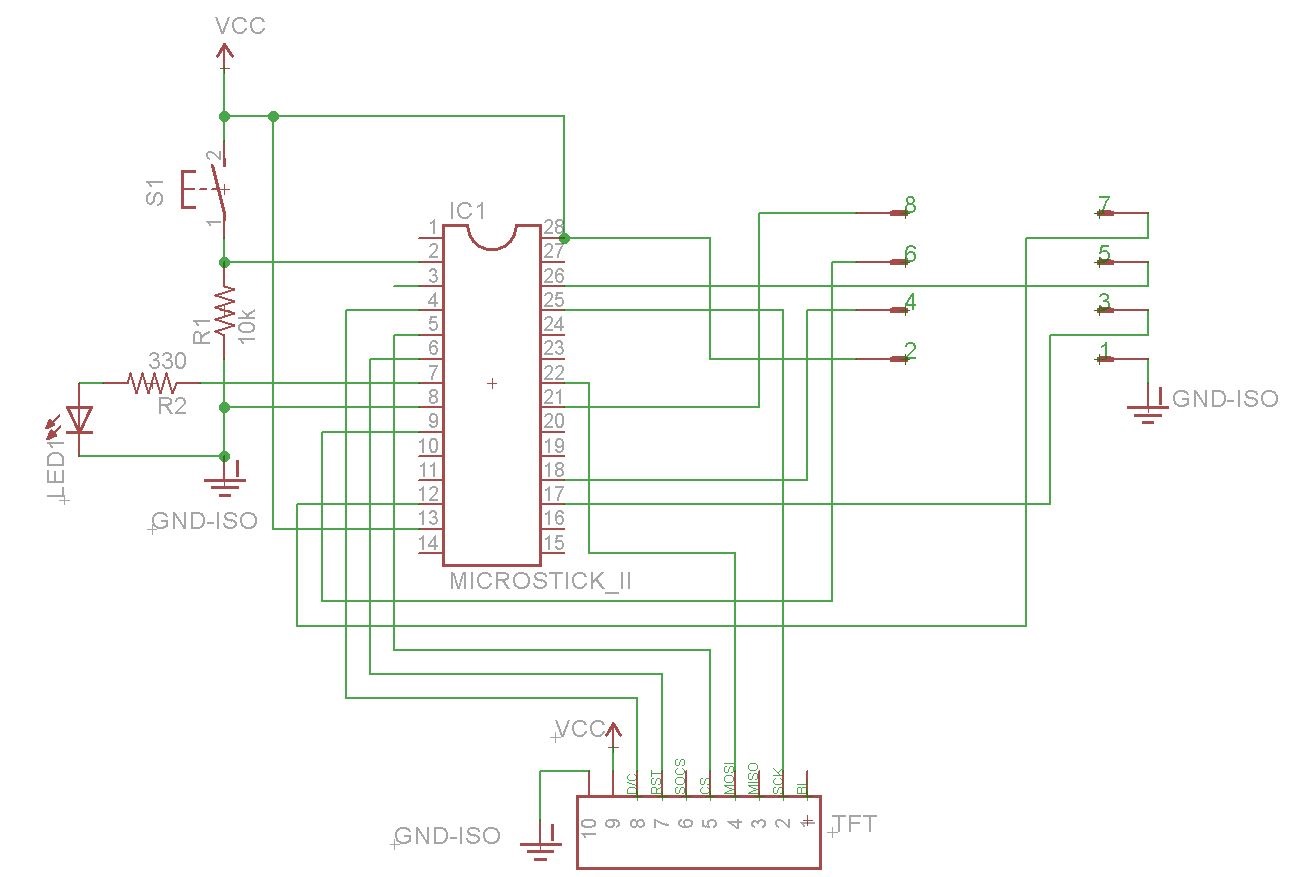 VCC
S1
2
1
R1
10k
330
R2
LED1
GND-ISO
IC1
1 28
2 27
3 26
4 25
5 24
6 23
7 22
8 21
9 20
10 19
11 18
12 17
13 16
14 15
MICROSTICK_II
8 7
6 5
4 3
2 1
GND-ISO
VCC
GND-ISO
D/C RST SOCS CS MOSI MISO SCK BL
10 9 8 7 6 5 4 3 2 1
TFT